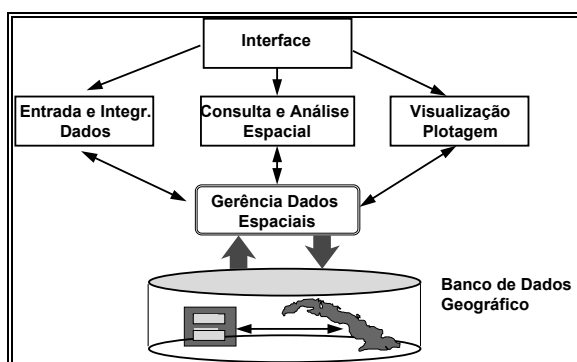 Interface
Entrada e Integr.
Dados
Consulta e Análise
Espacial
Visualização
Plotagem
Gerência Dados
Espaciais
Banco de Dados
Geográfico